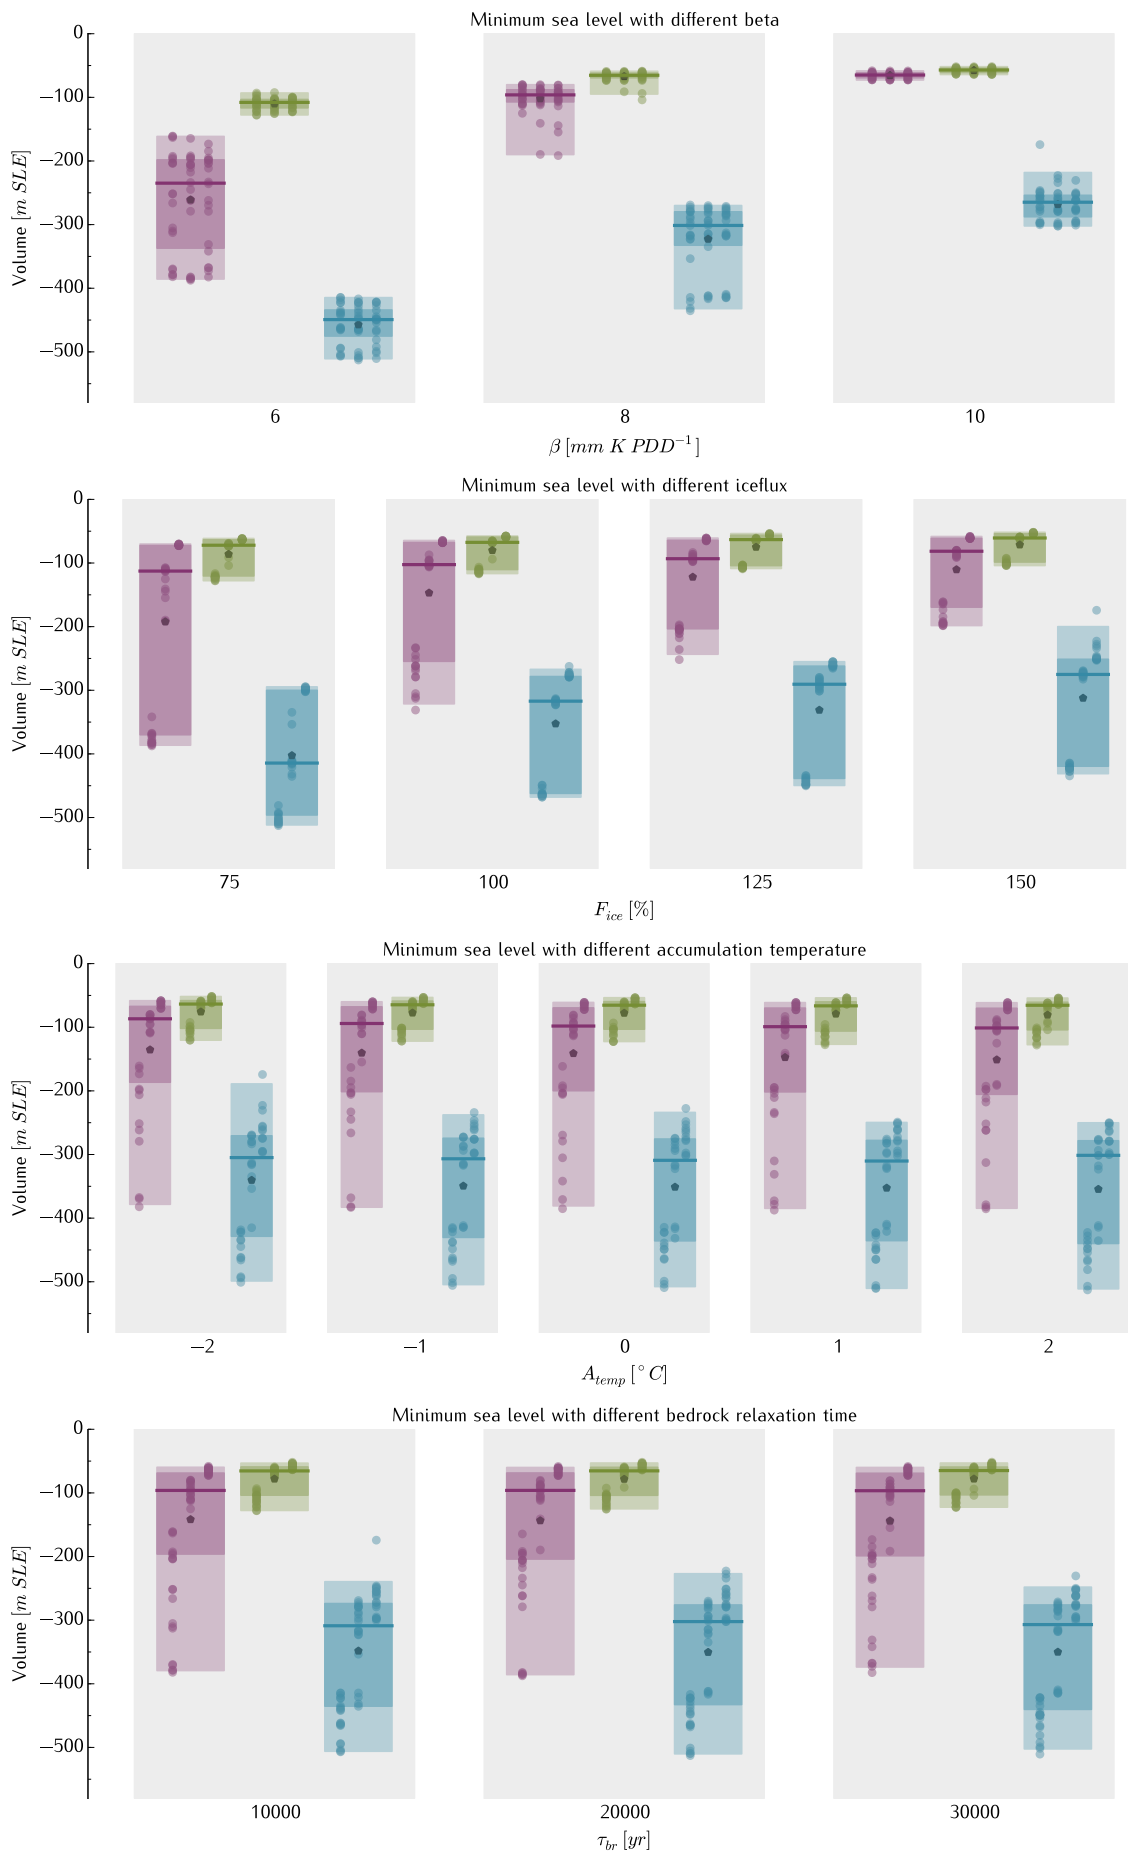 Minimum sea level with different beta
0
−100
−200
−300
−400
−500
Volume [m SLE]
6 8 10
β [mm K PDD⁻¹]
Minimum sea level with different iceflux
0
−100
−200
−300
−400
−500
Volume [m SLE]
75 100 125 150
F_ice [%]
Minimum sea level with different accumulation temperature
0
−100
−200
−300
−400
−500
Volume [m SLE]
−2 −1 0 1 2
A_temp [°C]
Minimum sea level with different bedrock relaxation time
0
−100
−200
−300
−400
−500
Volume [m SLE]
10000 20000 30000
τ_br [yr]